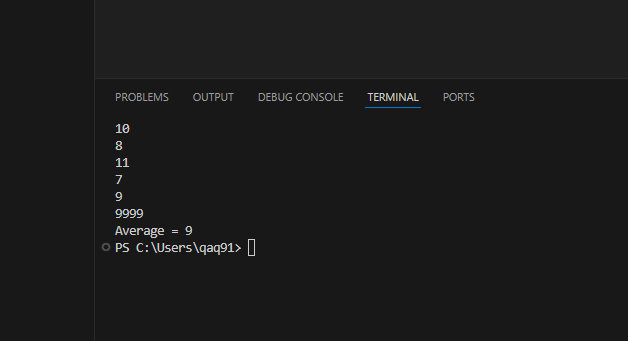 PROBLEMS OUTPUT DEBUG CONSOLE TERMINAL PORTS
10
8
11
7
9
9999
Average = 9
PS C:\Users\qaq91>